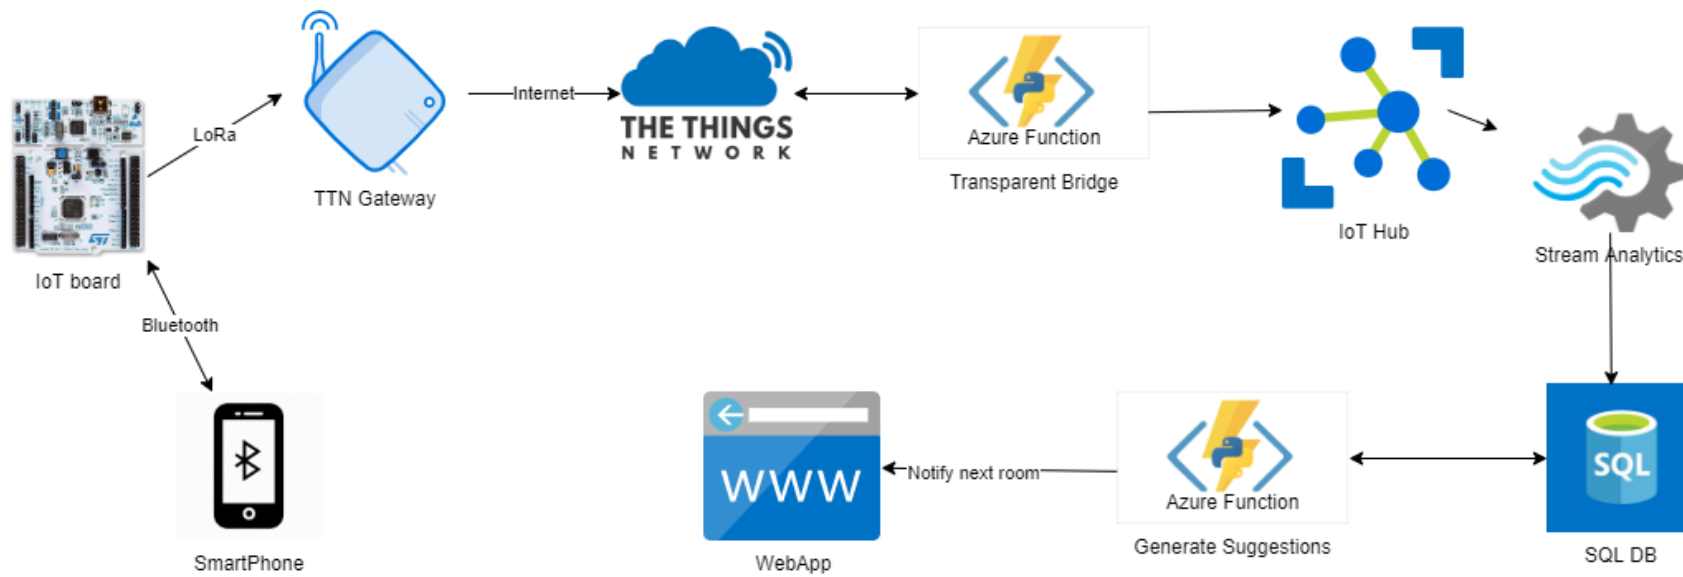 LoRa
TTN Gateway
Internet
THE THINGS
NETWORK
Azure Function
Transparent Bridge
IoT Hub
Stream Analytics
ST
IoT board
Bluetooth
SmartPhone
WWW
WebApp
Notify next room
Azure Function
Generate Suggestions
SQL
SQL DB